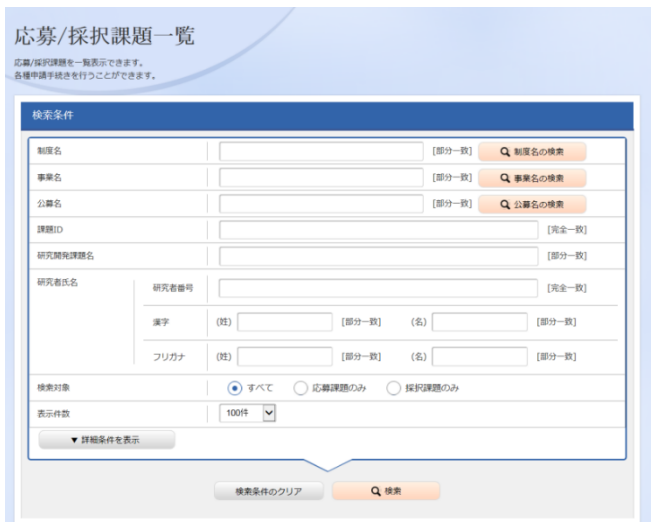 応募/採択課題一覧
応募/採択課題を一覧表示できます。
各種申請手続きを行うことができます。
検索条件
制度名 [部分一致] 制度名の検索
事業名 [部分一致] 事業名の検索
公募名 [部分一致] 公募名の検索
課題ID [完全一致]
研究開発課題名 [部分一致]
研究者氏名 研究者番号 [完全一致]
漢字 (姓) [部分一致] (名) [部分一致]
フリガナ (姓) [部分一致] (名) [部分一致]
検索対象 すべて 応募課題のみ 採択課題のみ
表示件数 100件
▼ 詳細条件を表示
検索条件のクリア 検索